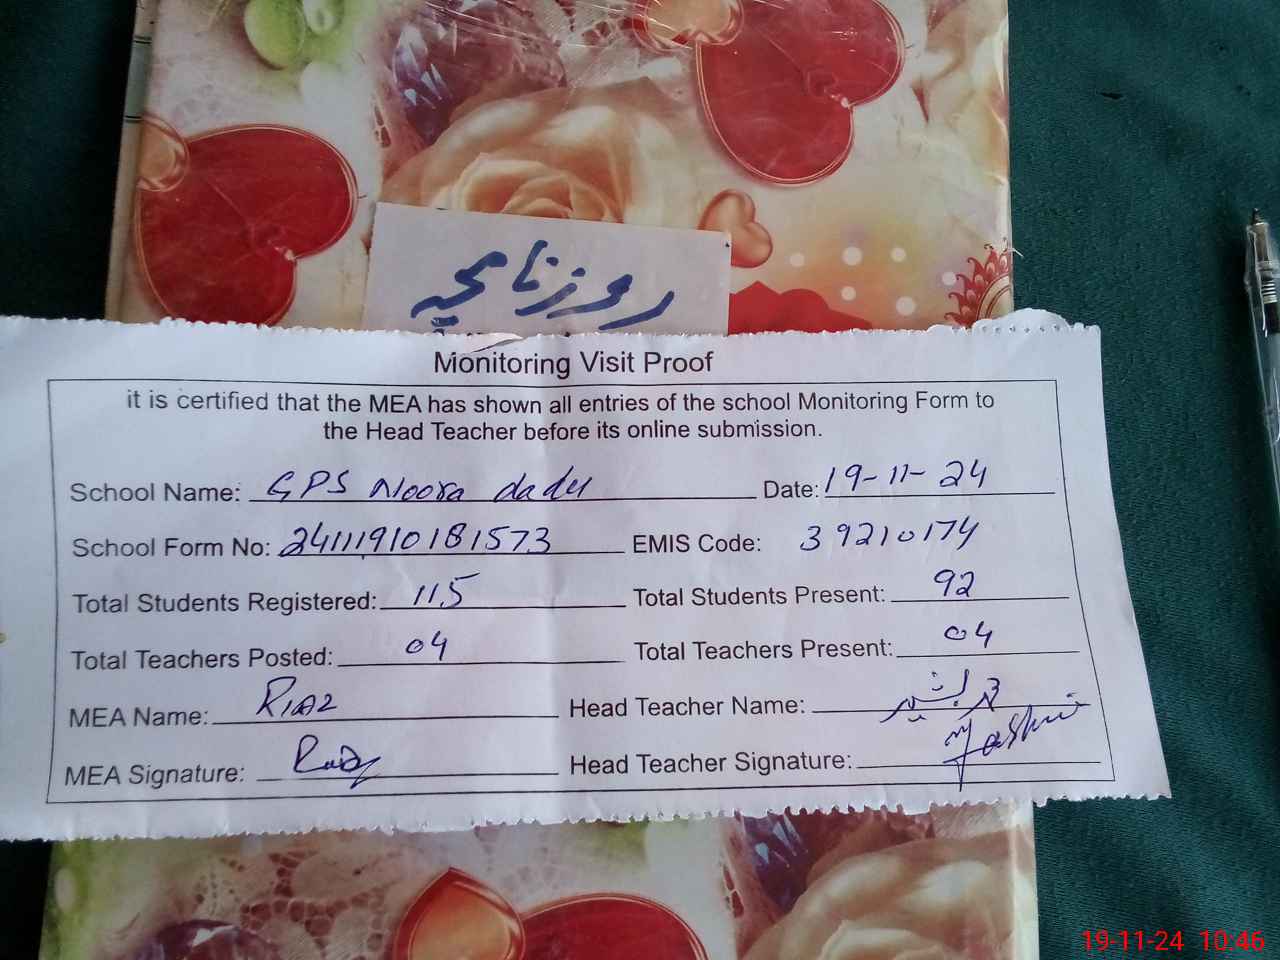 روزنامچہ
Monitoring Visit Proof
it is certified that the MEA has shown all entries of the school Monitoring Form to
the Head Teacher before its online submission.
School Name: GPS Noora dadu Date: 19-11-24
School Form No: 24111910181573 EMIS Code: 39210174
Total Students Registered: 115 Total Students Present: 92
Total Teachers Posted: 04 Total Teachers Present: 04
MEA Name: RIAZ Head Teacher Name: محمد بشیر
MEA Signature: Head Teacher Signature:
19-11-24 10:46